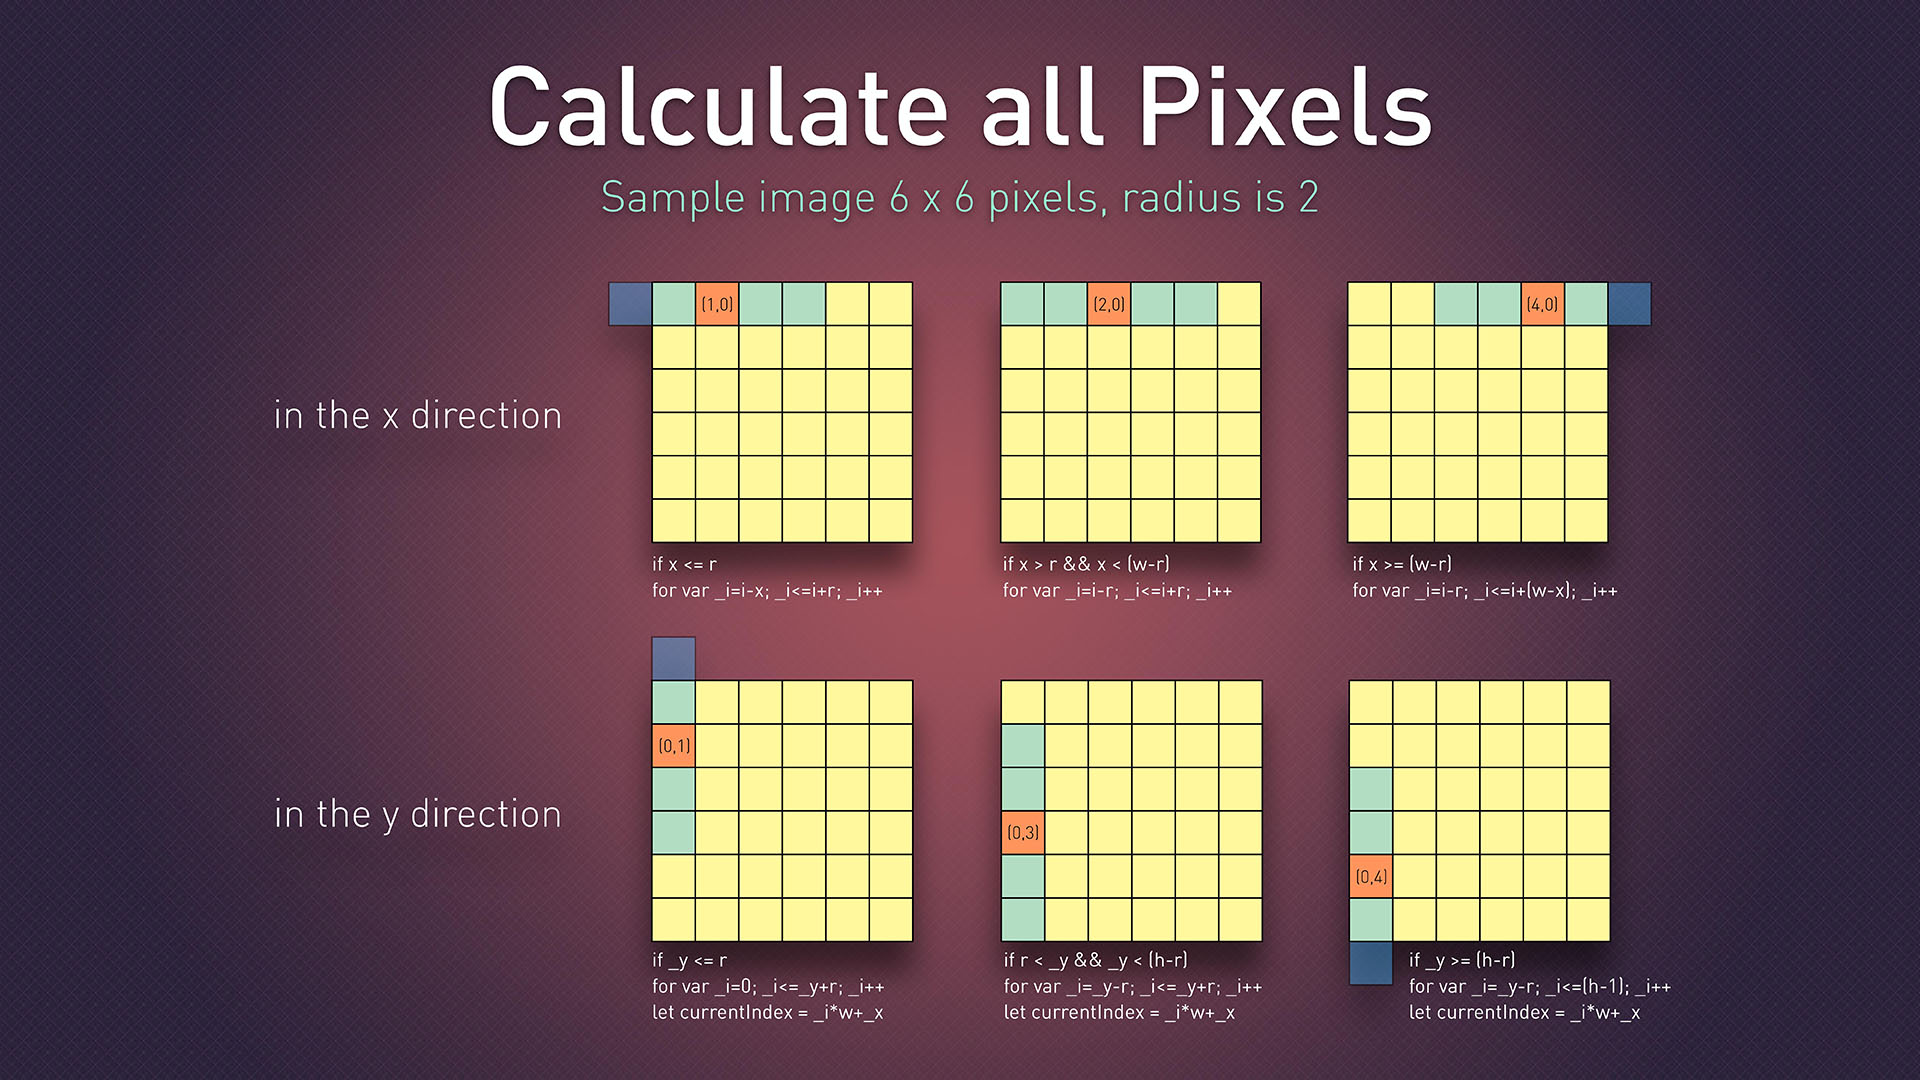 Calculate all Pixels
Sample image 6 x 6 pixels, radius is 2
in the x direction
(1,0)
(2,0)
(4,0)
if x <= r
for var _i=i-x; _i<=i+r; _i++
if x > r && x < (w-r)
for var _i=i-r; _i<=i+r; _i++
if x >= (w-r)
for var _i=i-r; _i<=i+(w-x); _i++
in the y direction
(0,1)
(0,3)
(0,4)
if _y <= r
for var _i=0; _i<=_y+r; _i++
let currentIndex = _i*w+_x
if r < _y && _y < (h-r)
for var _i=_y-r; _i<=_y+r; _i++
let currentIndex = _i*w+_x
if _y >= (h-r)
for var _i=_y-r; _i<=(h-1); _i++
let currentIndex = _i*w+_x